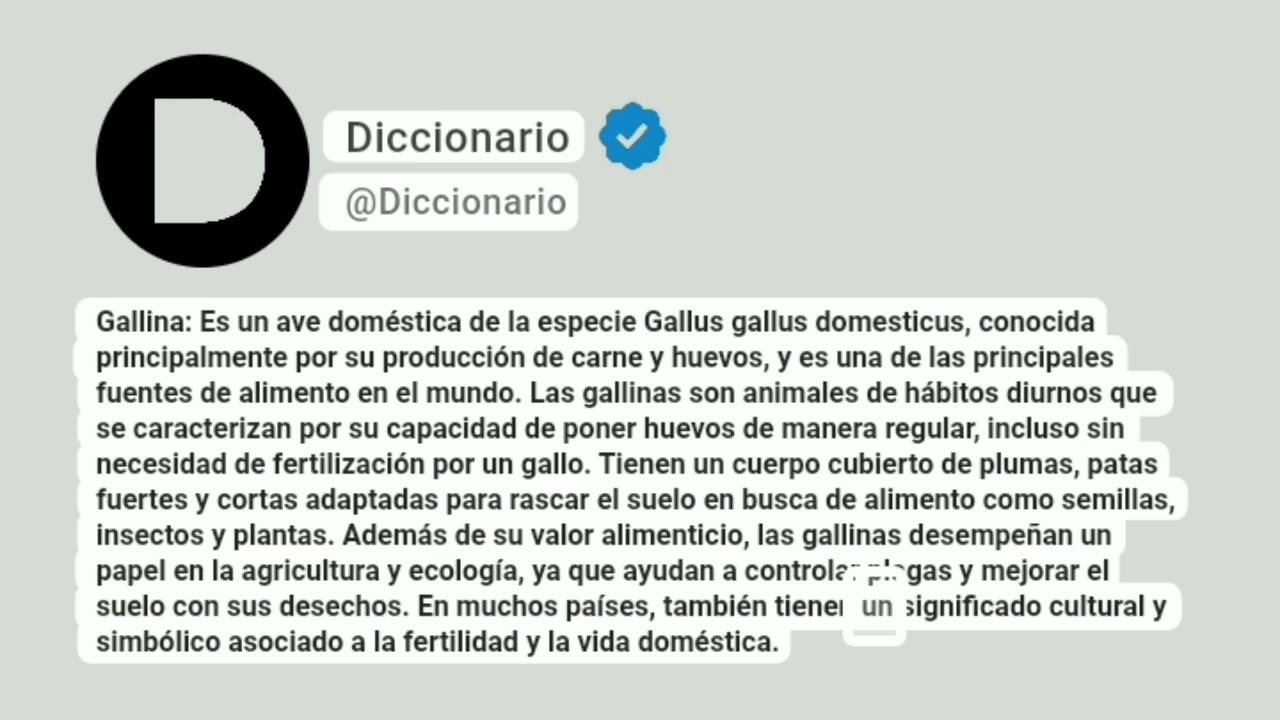 D
Diccionario
@Diccionario
Gallina: Es un ave doméstica de la especie Gallus gallus domesticus, conocida
principalmente por su producción de carne y huevos, y es una de las principales
fuentes de alimento en el mundo. Las gallinas son animales de hábitos diurnos que
se caracterizan por su capacidad de poner huevos de manera regular, incluso sin
necesidad de fertilización por un gallo. Tienen un cuerpo cubierto de plumas, patas
fuertes y cortas adaptadas para rascar el suelo en busca de alimento como semillas,
insectos y plantas. Además de su valor alimenticio, las gallinas desempeñan un
papel en la agricultura y ecología, ya que ayudan a controlar plagas y mejorar el
suelo con sus desechos. En muchos países, también tienen un significado cultural y
simbólico asociado a la fertilidad y la vida doméstica.